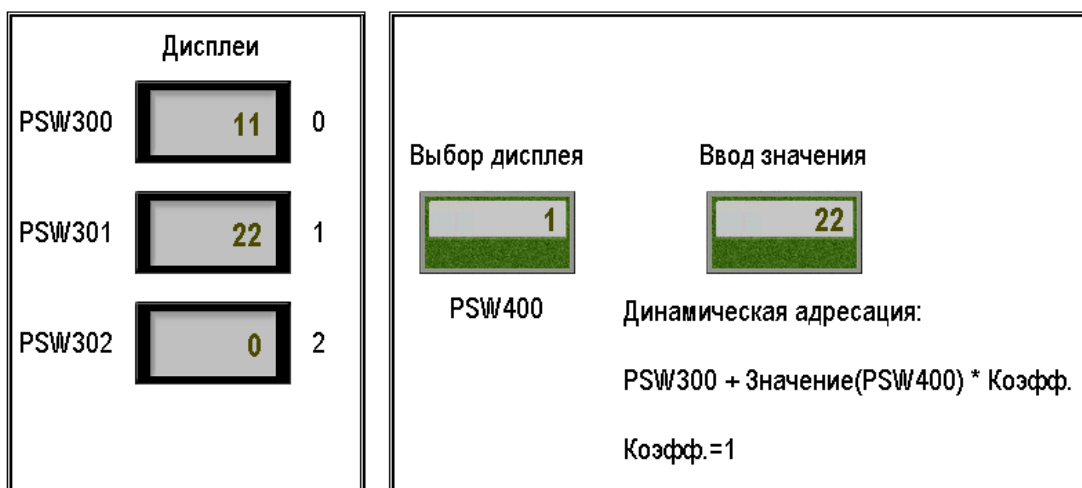 Дисплеи
PSW300 11 0
PSW301 22 1
PSW302 0 2
Выбор дисплея Ввод значения
1 22
PSW400
Динамическая адресация:
PSW300 + Значение(PSW400) * Коэфф.
Коэфф.=1